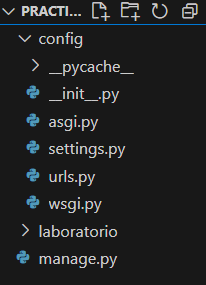 PRACTI...
config
__pycache__
__init__.py
asgi.py
settings.py
urls.py
wsgi.py
laboratorio
manage.py